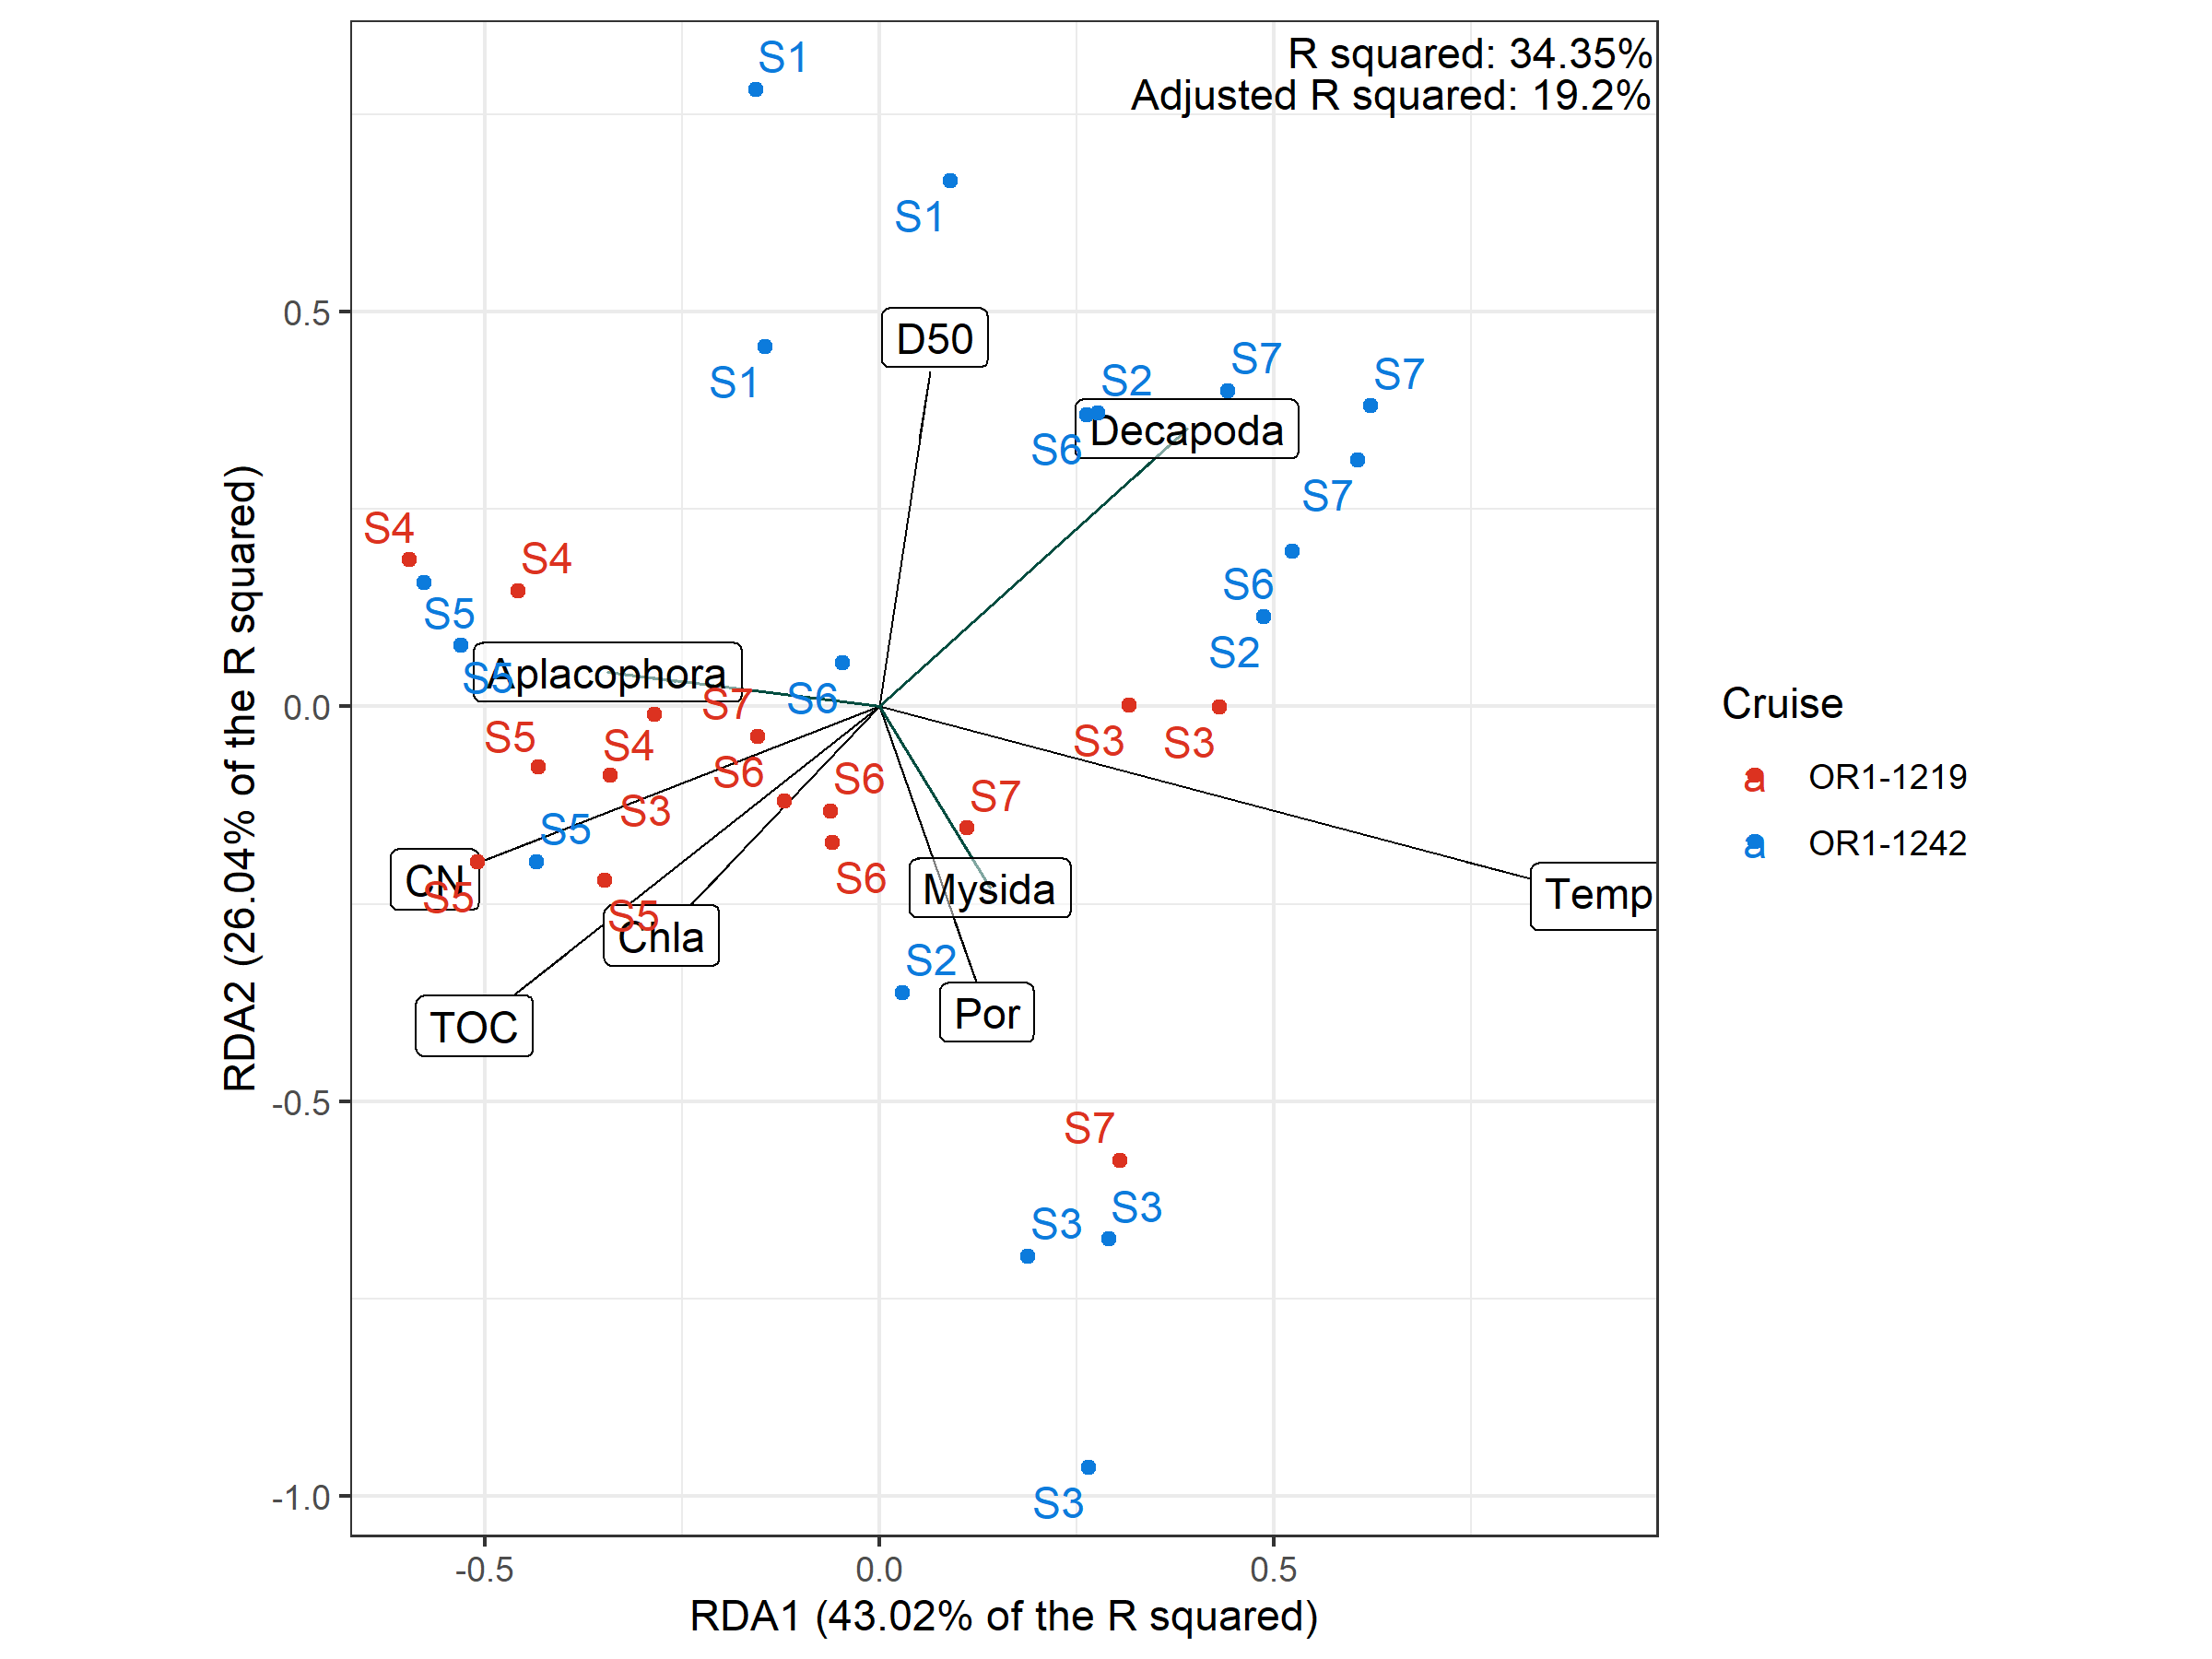 S1
R squared: 34.35%
Adjusted R squared: 19.2%
S1
0.5
D50
S1
S2
S7
S7
Decapoda
S6
S7
S4
S4
S5
S6
S2
Aplacophora
S5
S7
S6
0.0
S3
S3
S5
S4
S6
S6
S7
S3
S5
CN
S5
S6
Mysida
Temp
S5
Chla
S2
TOC
Por
-0.5
S7
S3
S3
-1.0
S3
-0.5
0.0
0.5
RDA1 (43.02% of the R squared)
RDA2 (26.04% of the R squared)
Cruise
a OR1-1219
a OR1-1242